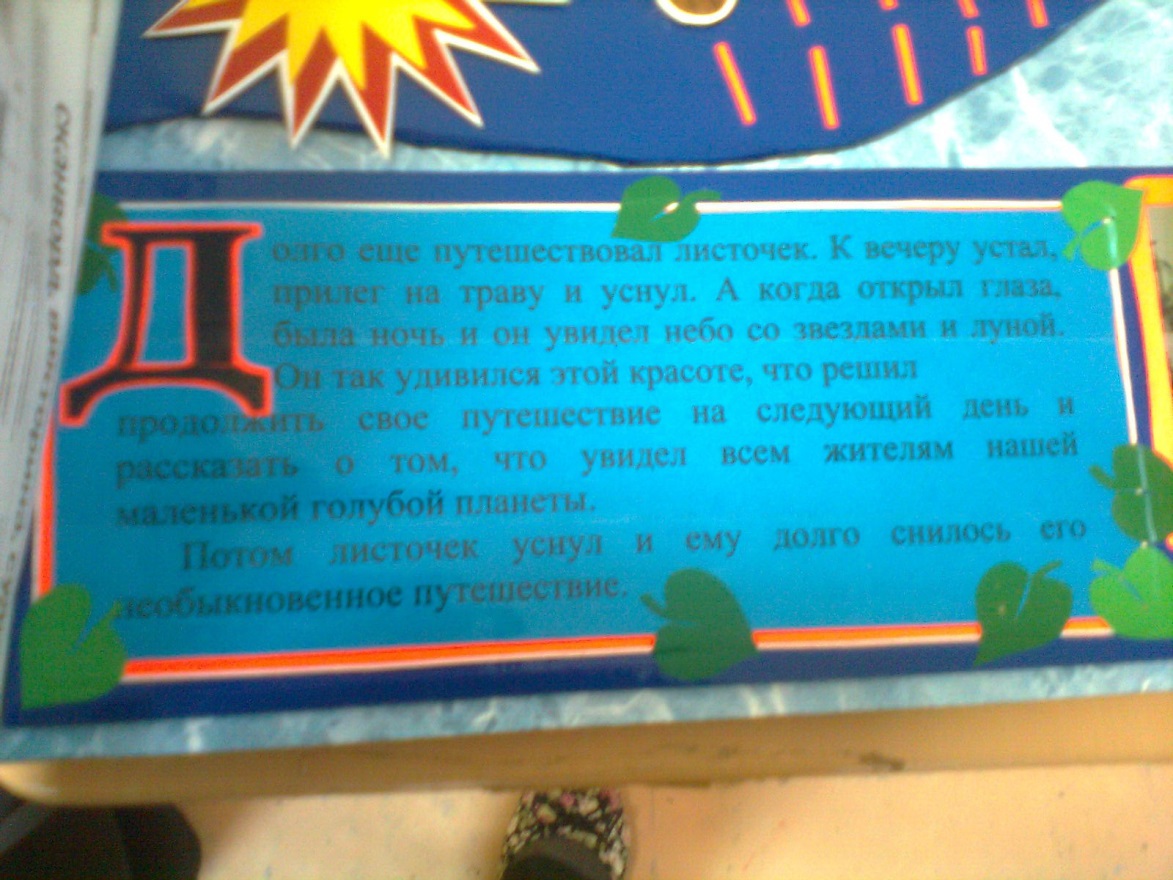 Долго еще путешествовал листочек. К вечеру устал,
прилег на траву и уснул. А когда открыл глаза,
была ночь и он увидел небо со звездами и луной.
Он так удивился этой красоте, что решил
продолжить свое путешествие на следующий день и
рассказать о том, что увидел всем жителям нашей
маленькой голубой планеты.
Потом листочек уснул и ему долго снилось его
необыкновенное путешествие.